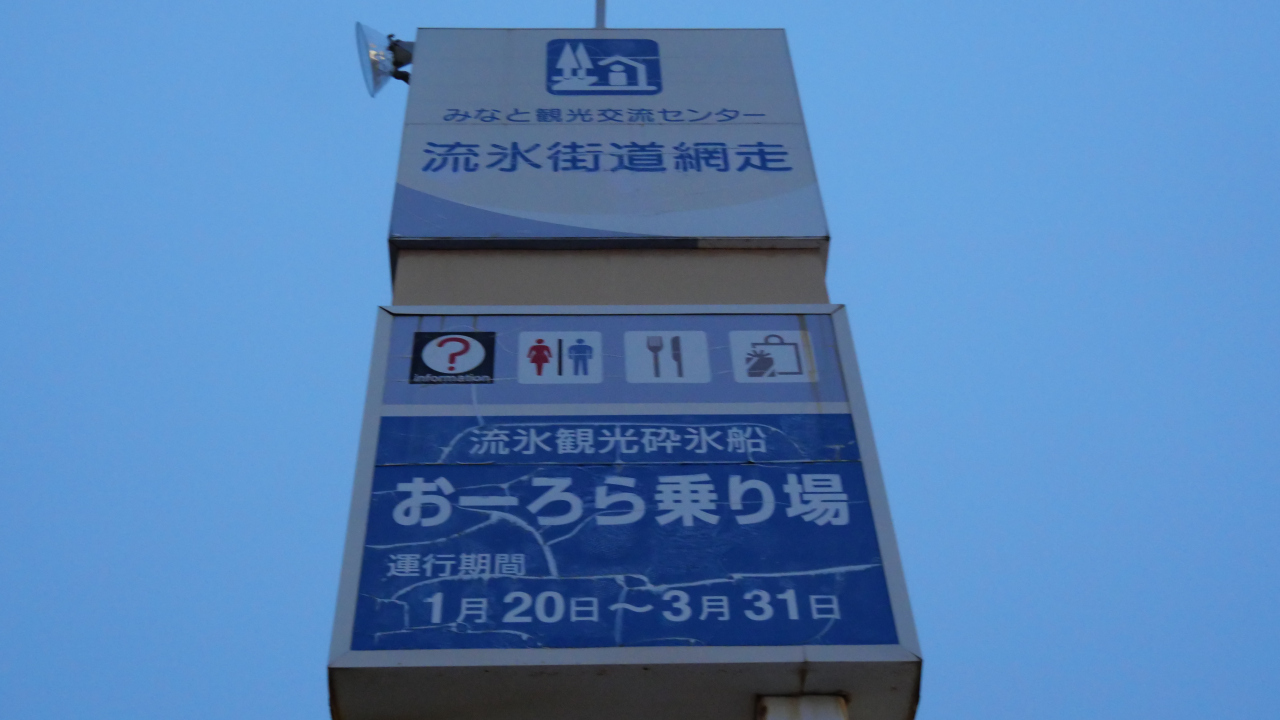 みなと観光交流センター
流氷街道網走
information
流氷観光砕氷船
おーろら乗り場
運行期間
1月20日～3月31日